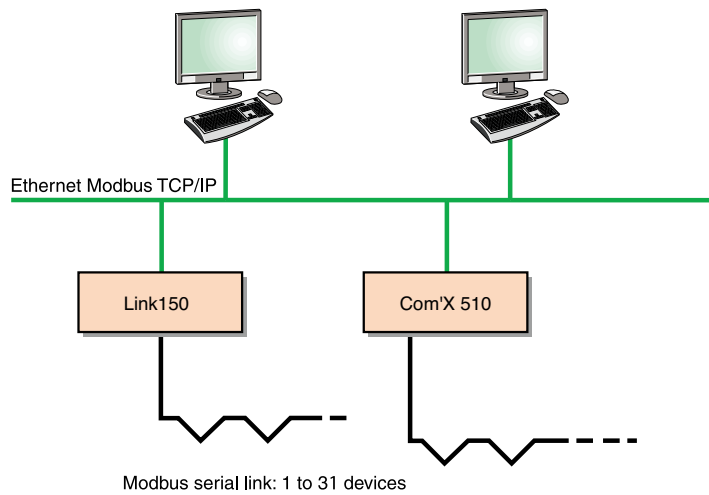 Ethernet Modbus TCP/IP
Link150
Com'X 510
Modbus serial link: 1 to 31 devices